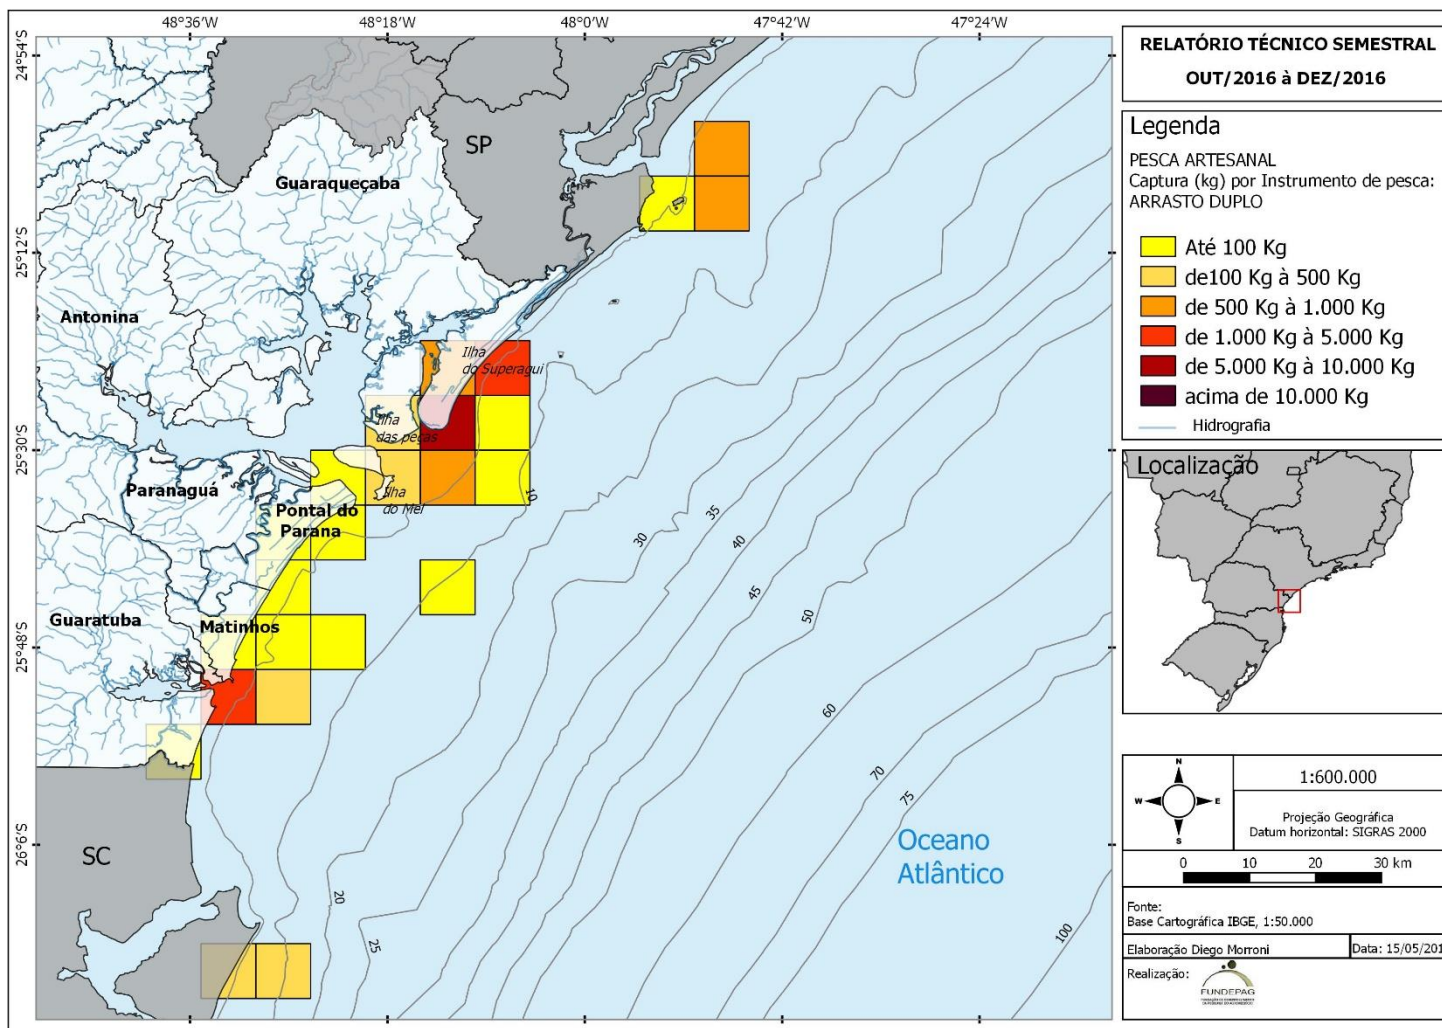 48°36'W 48°18'W 48°0'W 47°42'W 47°24'W
24°54'S
25°12'S
25°30'S
25°48'S
26°6'S
SP
Guaraqueçaba
Antonina
Ilha
do Superagui
Ilha
das peças
Paranaguá
Ilha
do Mel
Pontal do
Parana
Guaratuba
Matinhos
SC
10
20
25
30
35
40
45
50
60
70
75
100
Oceano
Atlântico
RELATÓRIO TÉCNICO SEMESTRAL
OUT/2016 à DEZ/2016
Legenda
PESCA ARTESANAL
Captura (kg) por Instrumento de pesca:
ARRASTO DUPLO
Até 100 Kg
de100 Kg à 500 Kg
de 500 Kg à 1.000 Kg
de 1.000 Kg à 5.000 Kg
de 5.000 Kg à 10.000 Kg
acima de 10.000 Kg
Hidrografia
Localização
N
W E
S
1:600.000
Projeção Geográfica
Datum horizontal: SIGRAS 2000
0 10 20 30 km
Fonte:
Base Cartográfica IBGE, 1:50.000
Elaboração Diego Morroni
Data: 15/05/201
Realização:
FUNDEPAG